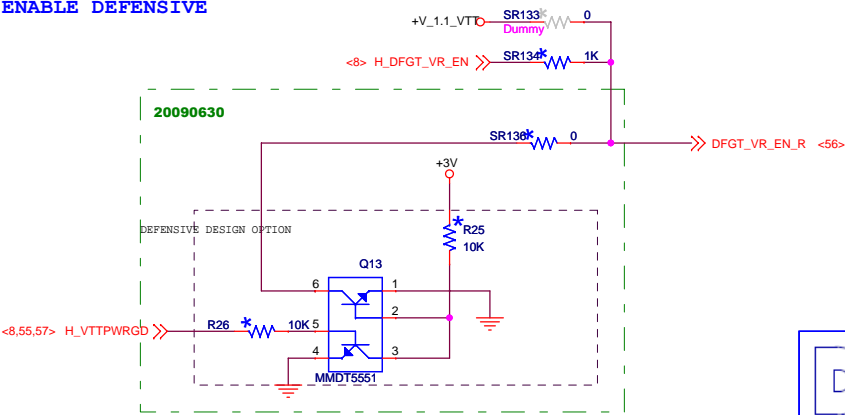 ENABLE DEFENSIVE
+V_1.1_VTT SR133* 0
Dummy
<8> H_DFGT_VR_EN SR134* 1K
20090630
SR136* 0
DFGT_VR_EN_R <56>
+3V
DEFENSIVE DESIGN OPTION
* R25
10K
Q13
6 1
2
<8,55,57> H_VTTPWRGD R26 * 10K 5
4 3
MMDT5551